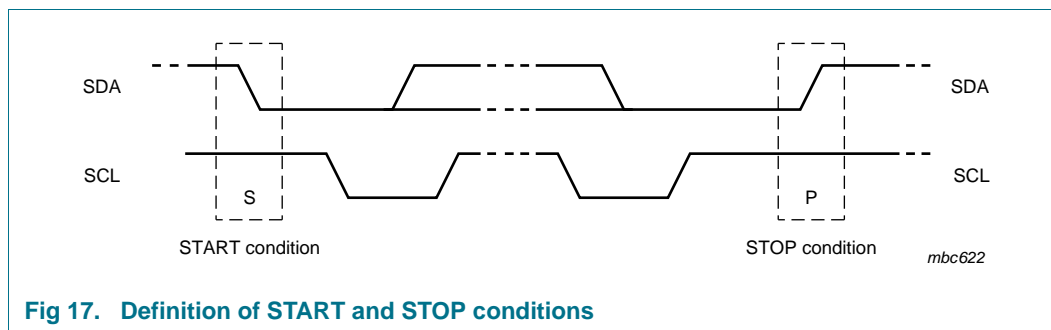 SDA
SDA
SCL
SCL
S
P
START condition
STOP condition
mbc622
Fig 17. Definition of START and STOP conditions